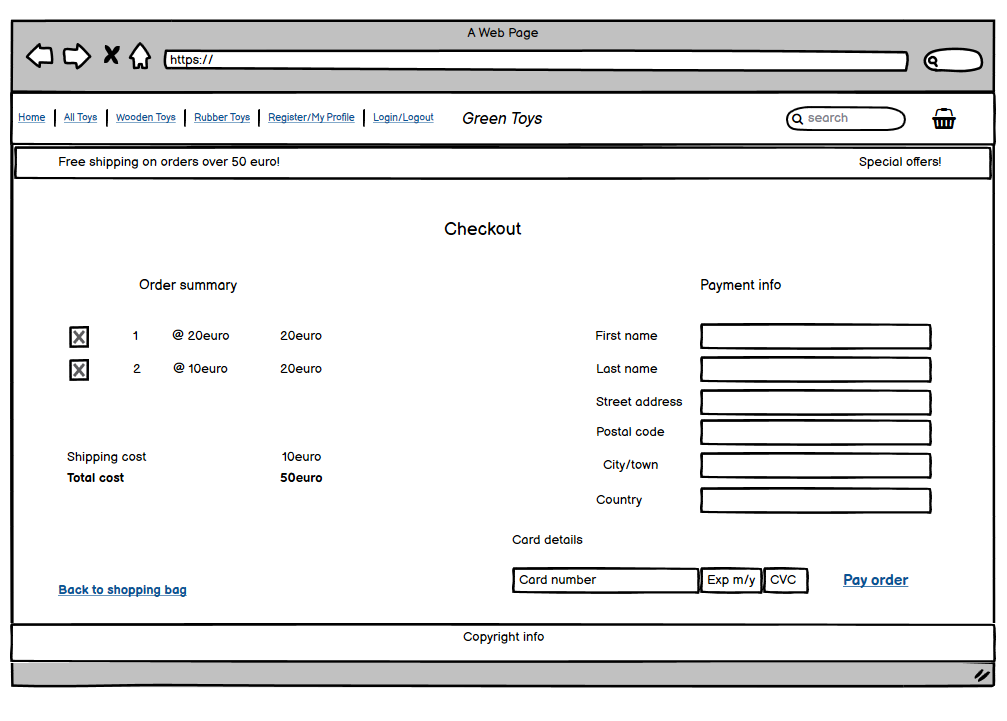 A Web Page
https://
Home All Toys Wooden Toys Rubber Toys Register/My Profile Login/Logout Green Toys search
Free shipping on orders over 50 euro! Special offers!
Checkout
Order summary
1 @ 20euro 20euro
2 @ 10euro 20euro
Shipping cost 10euro
Total cost 50euro
Back to shopping bag
Payment info
First name
Last name
Street address
Postal code
City/town
Country
Card details
Card number Exp m/y CVC Pay order
Copyright info